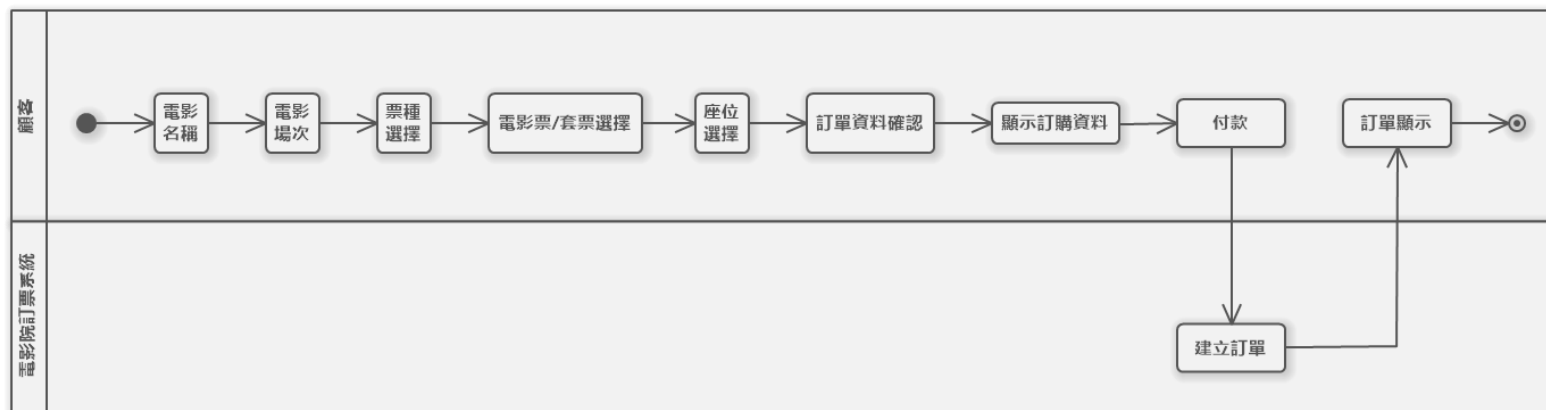 顧客
電影
名稱
電影
場次
票種
選擇
電影票/套票選擇
座位
選擇
訂單資料確認
顯示訂購資料
付款
訂單顯示
電影院訂票系統
建立訂單